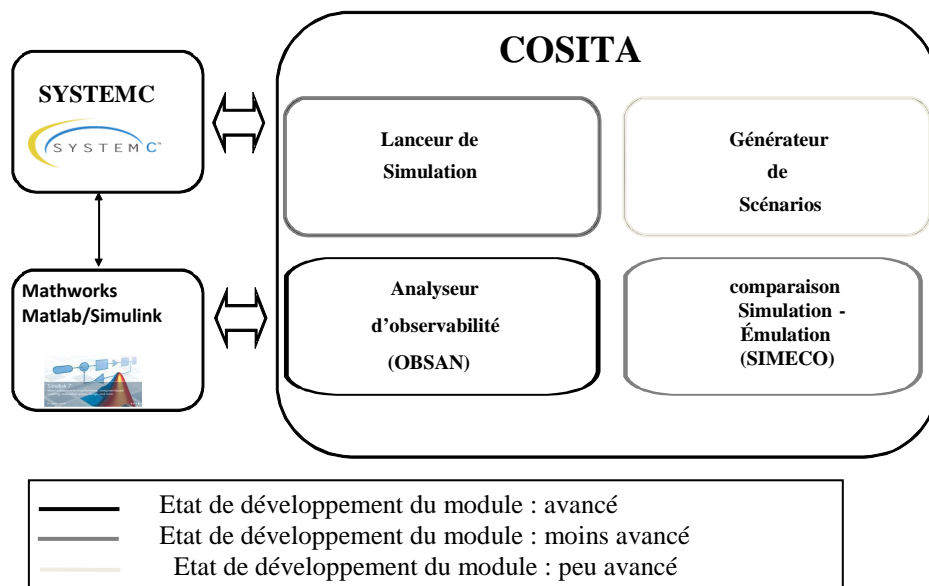 COSITA
SYSTEMC
SYSTEM C™
Lanceur de
Simulation
Générateur
de
Scénarios
Mathworks
Matlab/Simulink
Analyseur
d’observabilité
(OBSAN)
comparaison
Simulation -
Émulation
(SIMECO)
Etat de développement du module : avancé
Etat de développement du module : moins avancé
Etat de développement du module : peu avancé